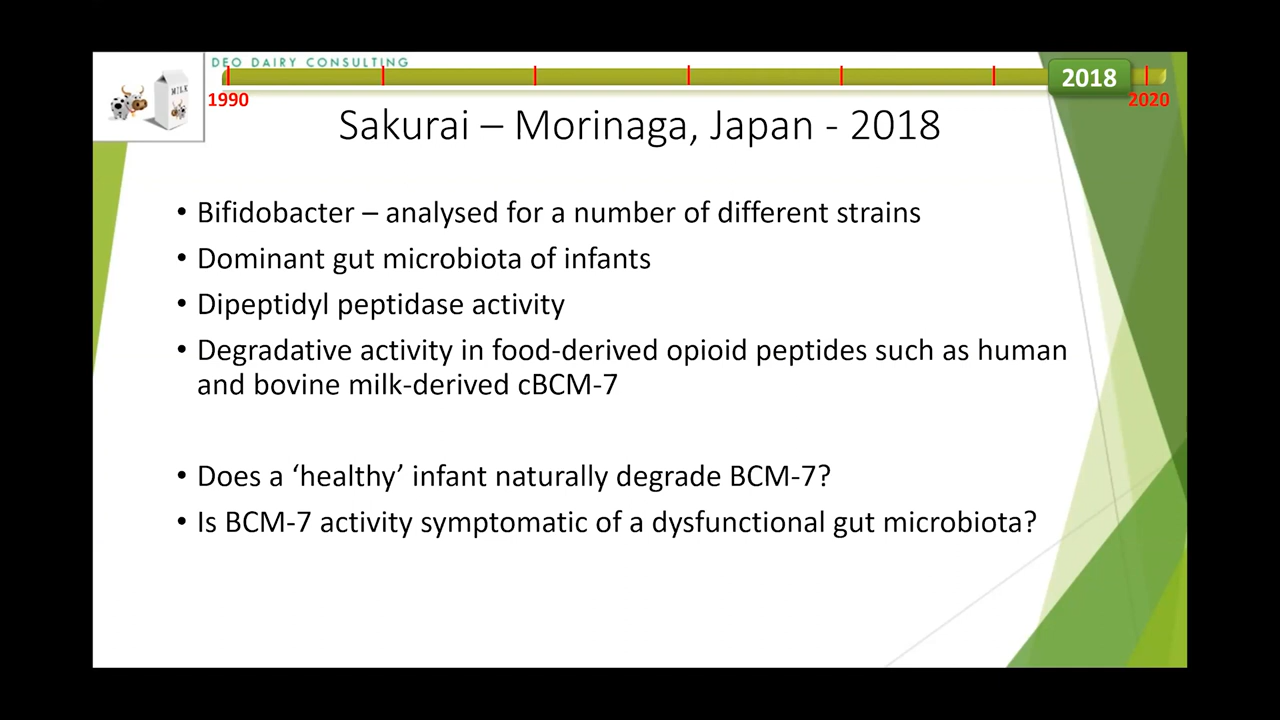 DEO DAIRY CONSULTING
MILK
2018
1990
2020
Sakurai – Morinaga, Japan - 2018
• Bifidobacter – analysed for a number of different strains
• Dominant gut microbiota of infants
• Dipeptidyl peptidase activity
• Degradative activity in food-derived opioid peptides such as human
and bovine milk-derived cBCM-7
• Does a ‘healthy’ infant naturally degrade BCM-7?
• Is BCM-7 activity symptomatic of a dysfunctional gut microbiota?